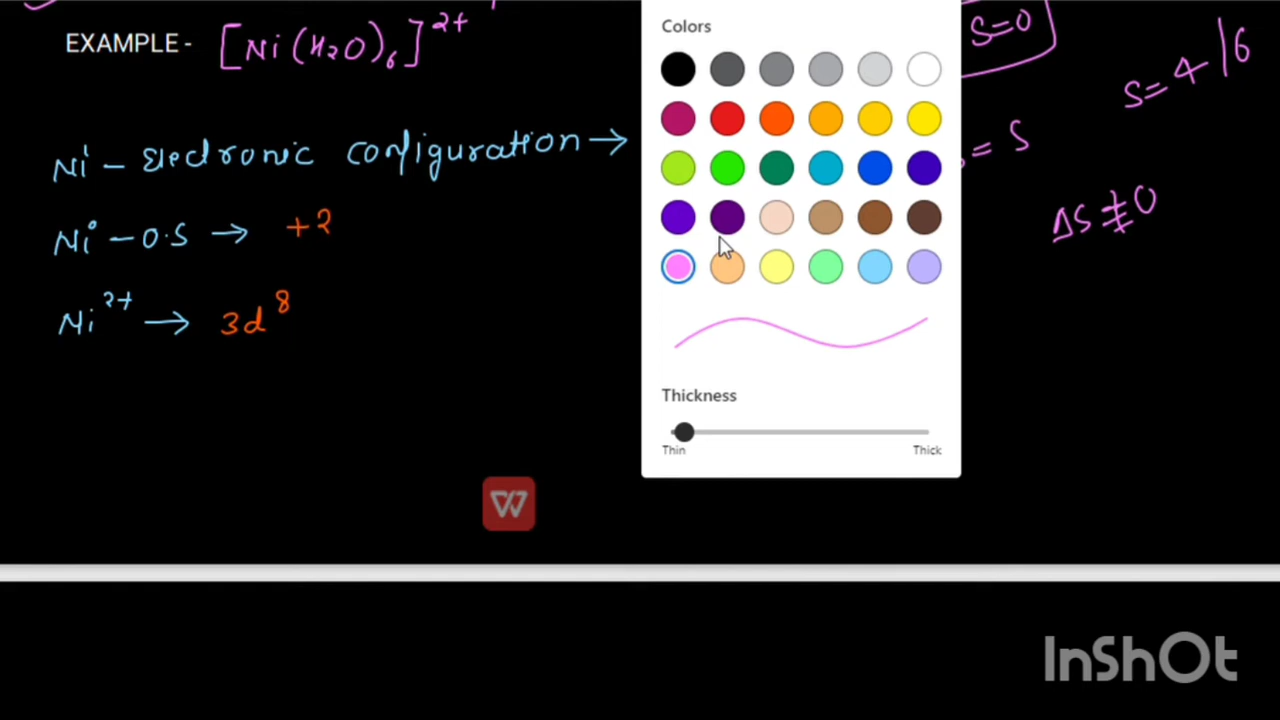 EXAMPLE - [Ni(H2O)6]2+
Ni - Electronic configuration →
Ni - O.S → +2
Ni2+ → 3d8
Colors
Thickness
Thin
Thick
S=0
S= 4/6
= S
ΔS ≠ 0
W
InShOt